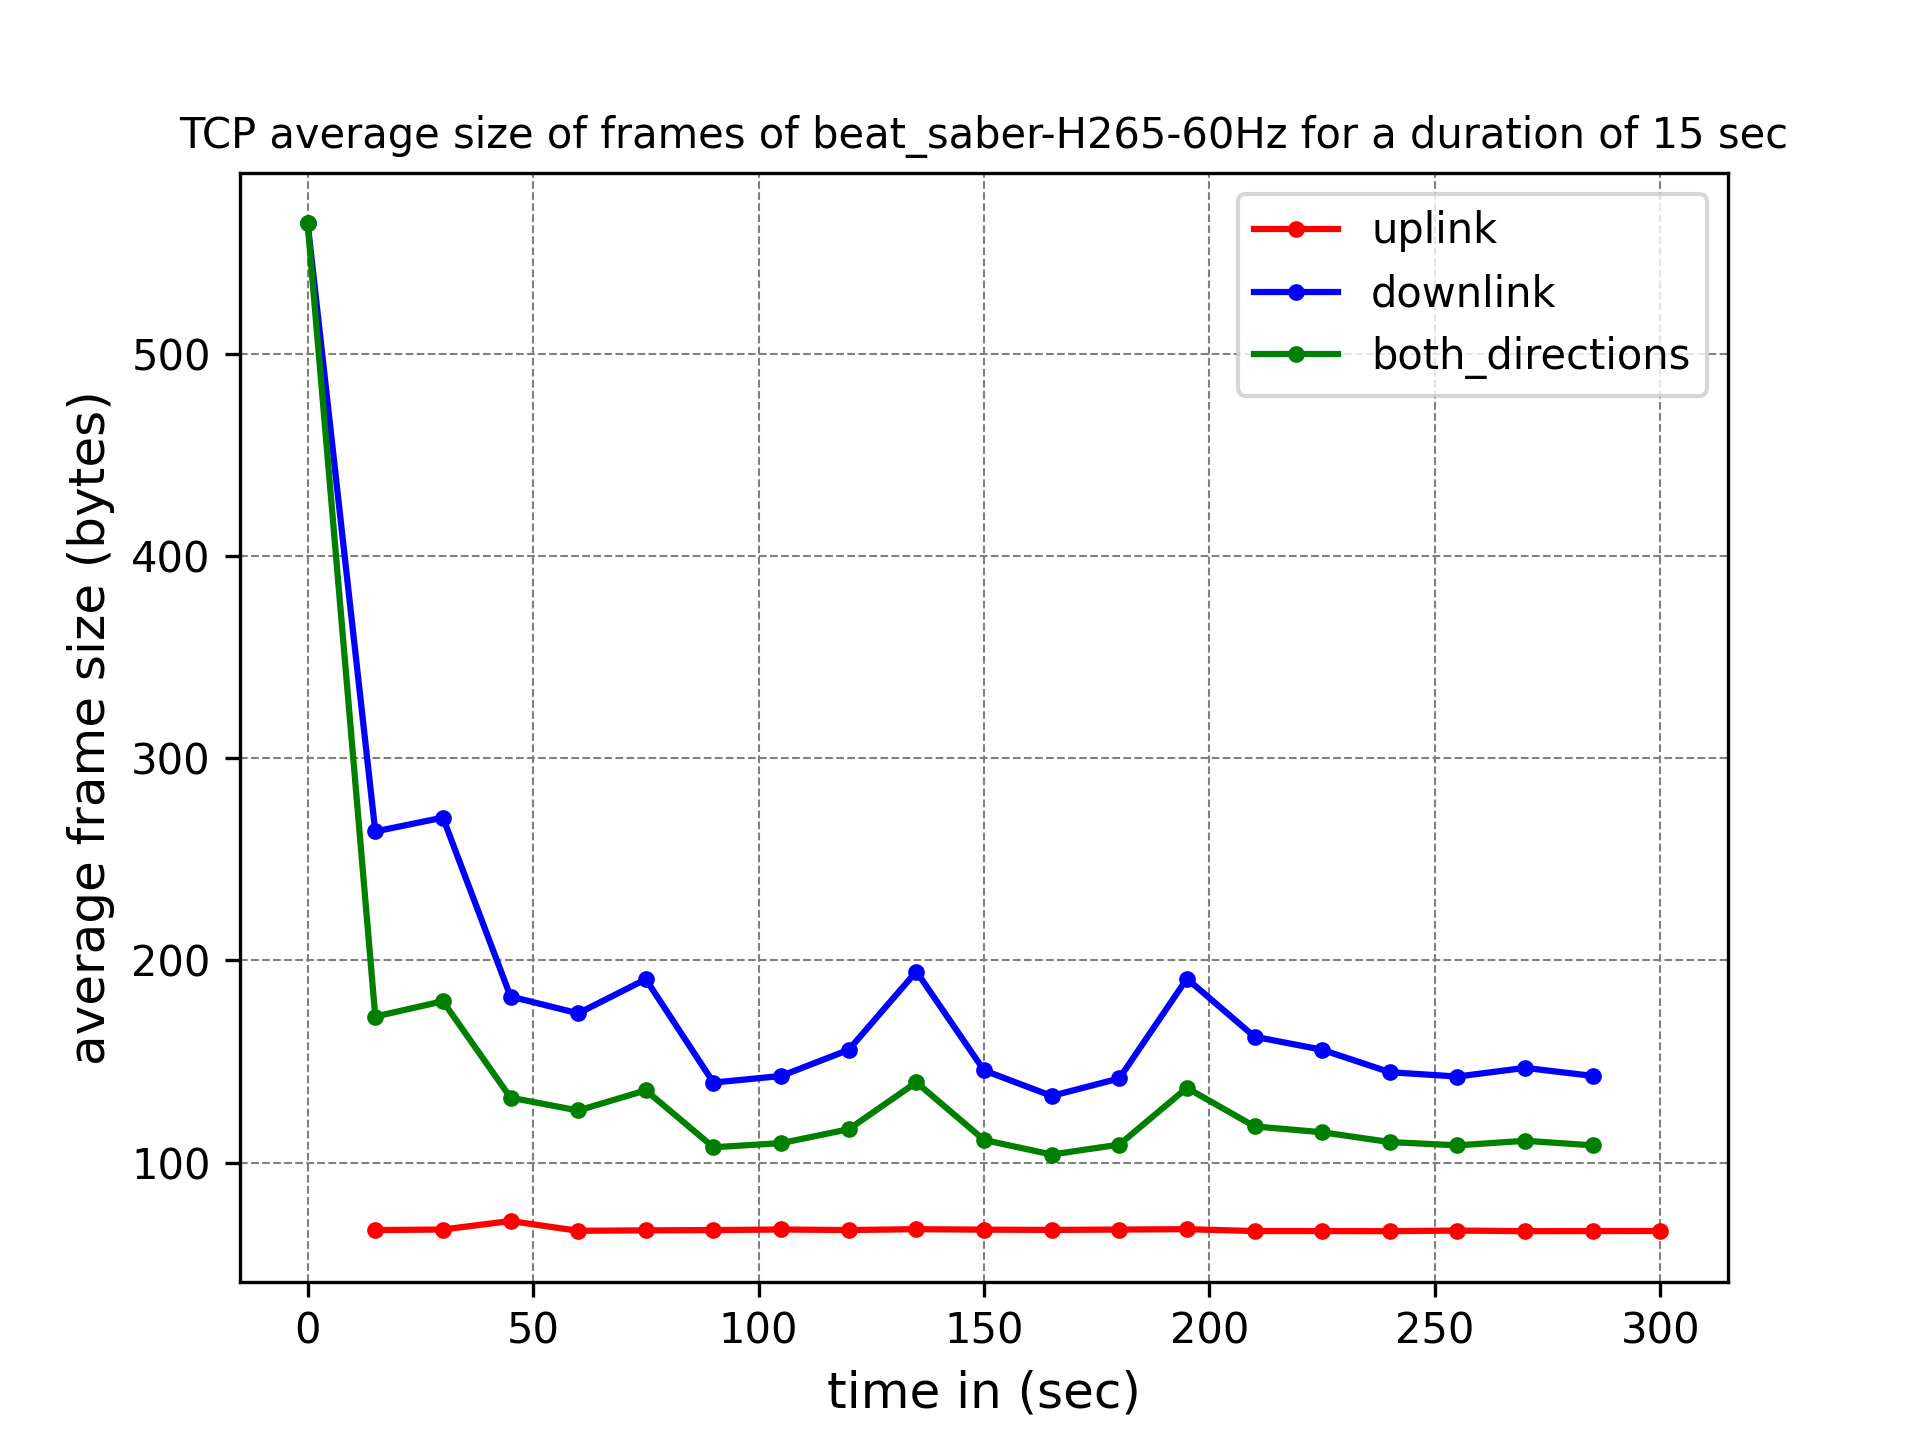 TCP average size of frames of beat_saber-H265-60Hz for a duration of 15 sec
uplink
downlink
both_directions
average frame size (bytes)
500
400
300
200
100
0 50 100 150 200 250 300
time in (sec)